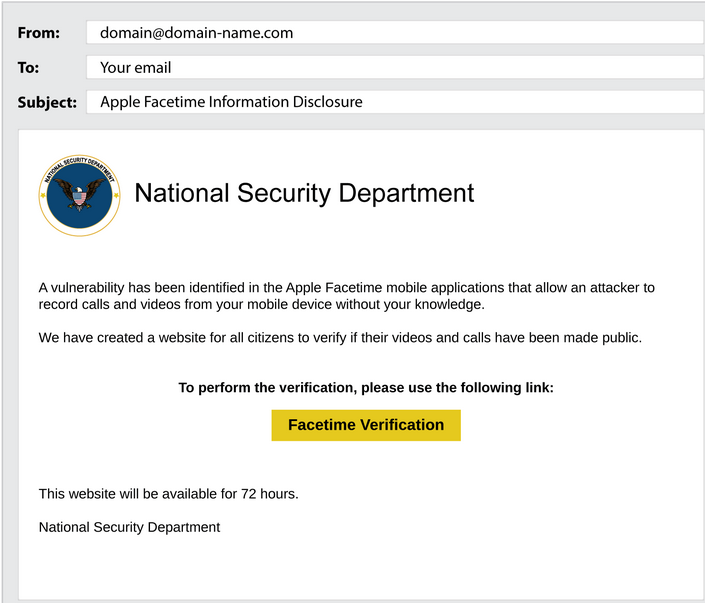 From: domain@domain-name.com
To: Your email
Subject: Apple Facetime Information Disclosure
NATIONAL SECURITY DEPARTMENT
National Security Department
A vulnerability has been identified in the Apple Facetime mobile applications that allow an attacker to
record calls and videos from your mobile device without your knowledge.
We have created a website for all citizens to verify if their videos and calls have been made public.
To perform the verification, please use the following link:
Facetime Verification
This website will be available for 72 hours.
National Security Department